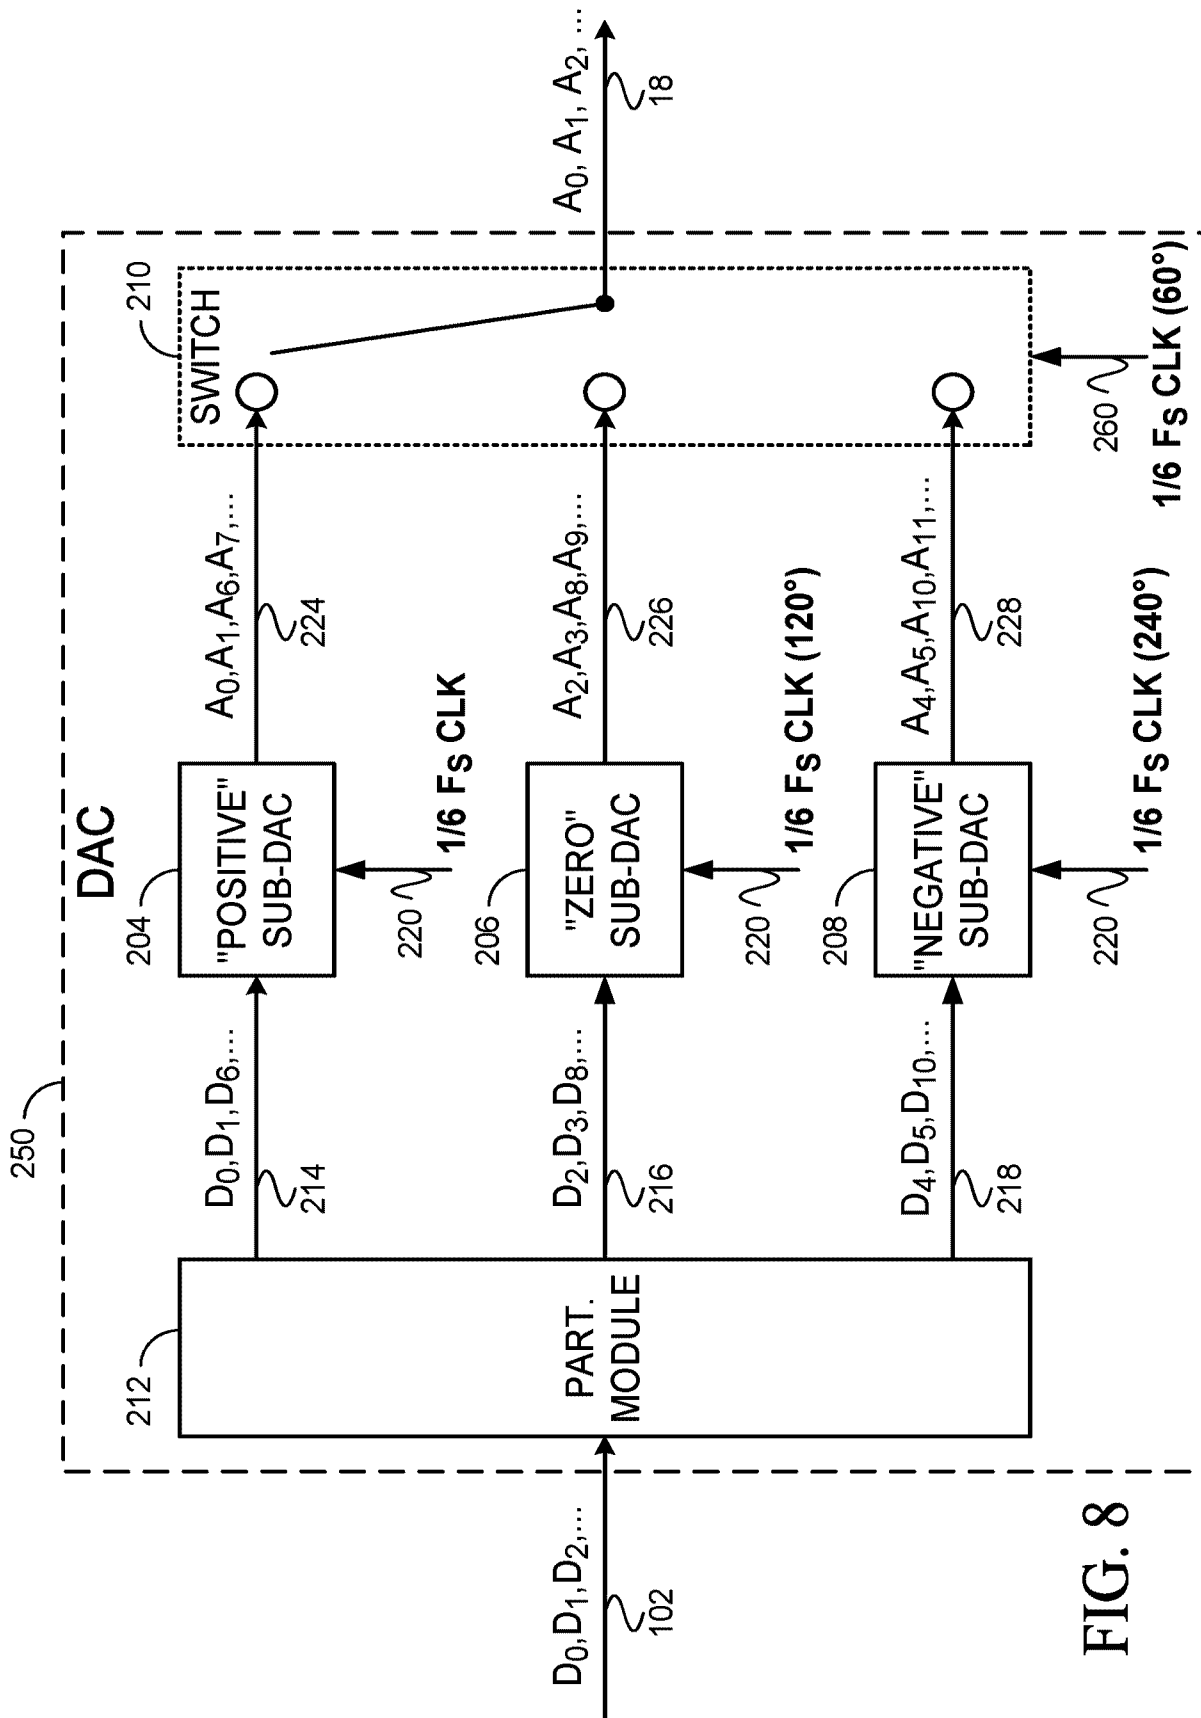 250
DAC
D0,D1,D2,...
102
212
PART.
MODULE
D0,D1,D6,...
214
D2,D3,D8,...
216
D4,D5,D10,...
218
204
"POSITIVE"
SUB-DAC
220
1/6 FS CLK
206
"ZERO"
SUB-DAC
220
1/6 FS CLK (120°)
208
"NEGATIVE"
SUB-DAC
220
1/6 FS CLK (240°)
A0,A1,A6,A7,...
224
A2,A3,A8,A9,...
226
A4,A5,A10,A11,...
228
210
SWITCH
260
1/6 FS CLK (60°)
A0, A1, A2, ...
18
FIG. 8